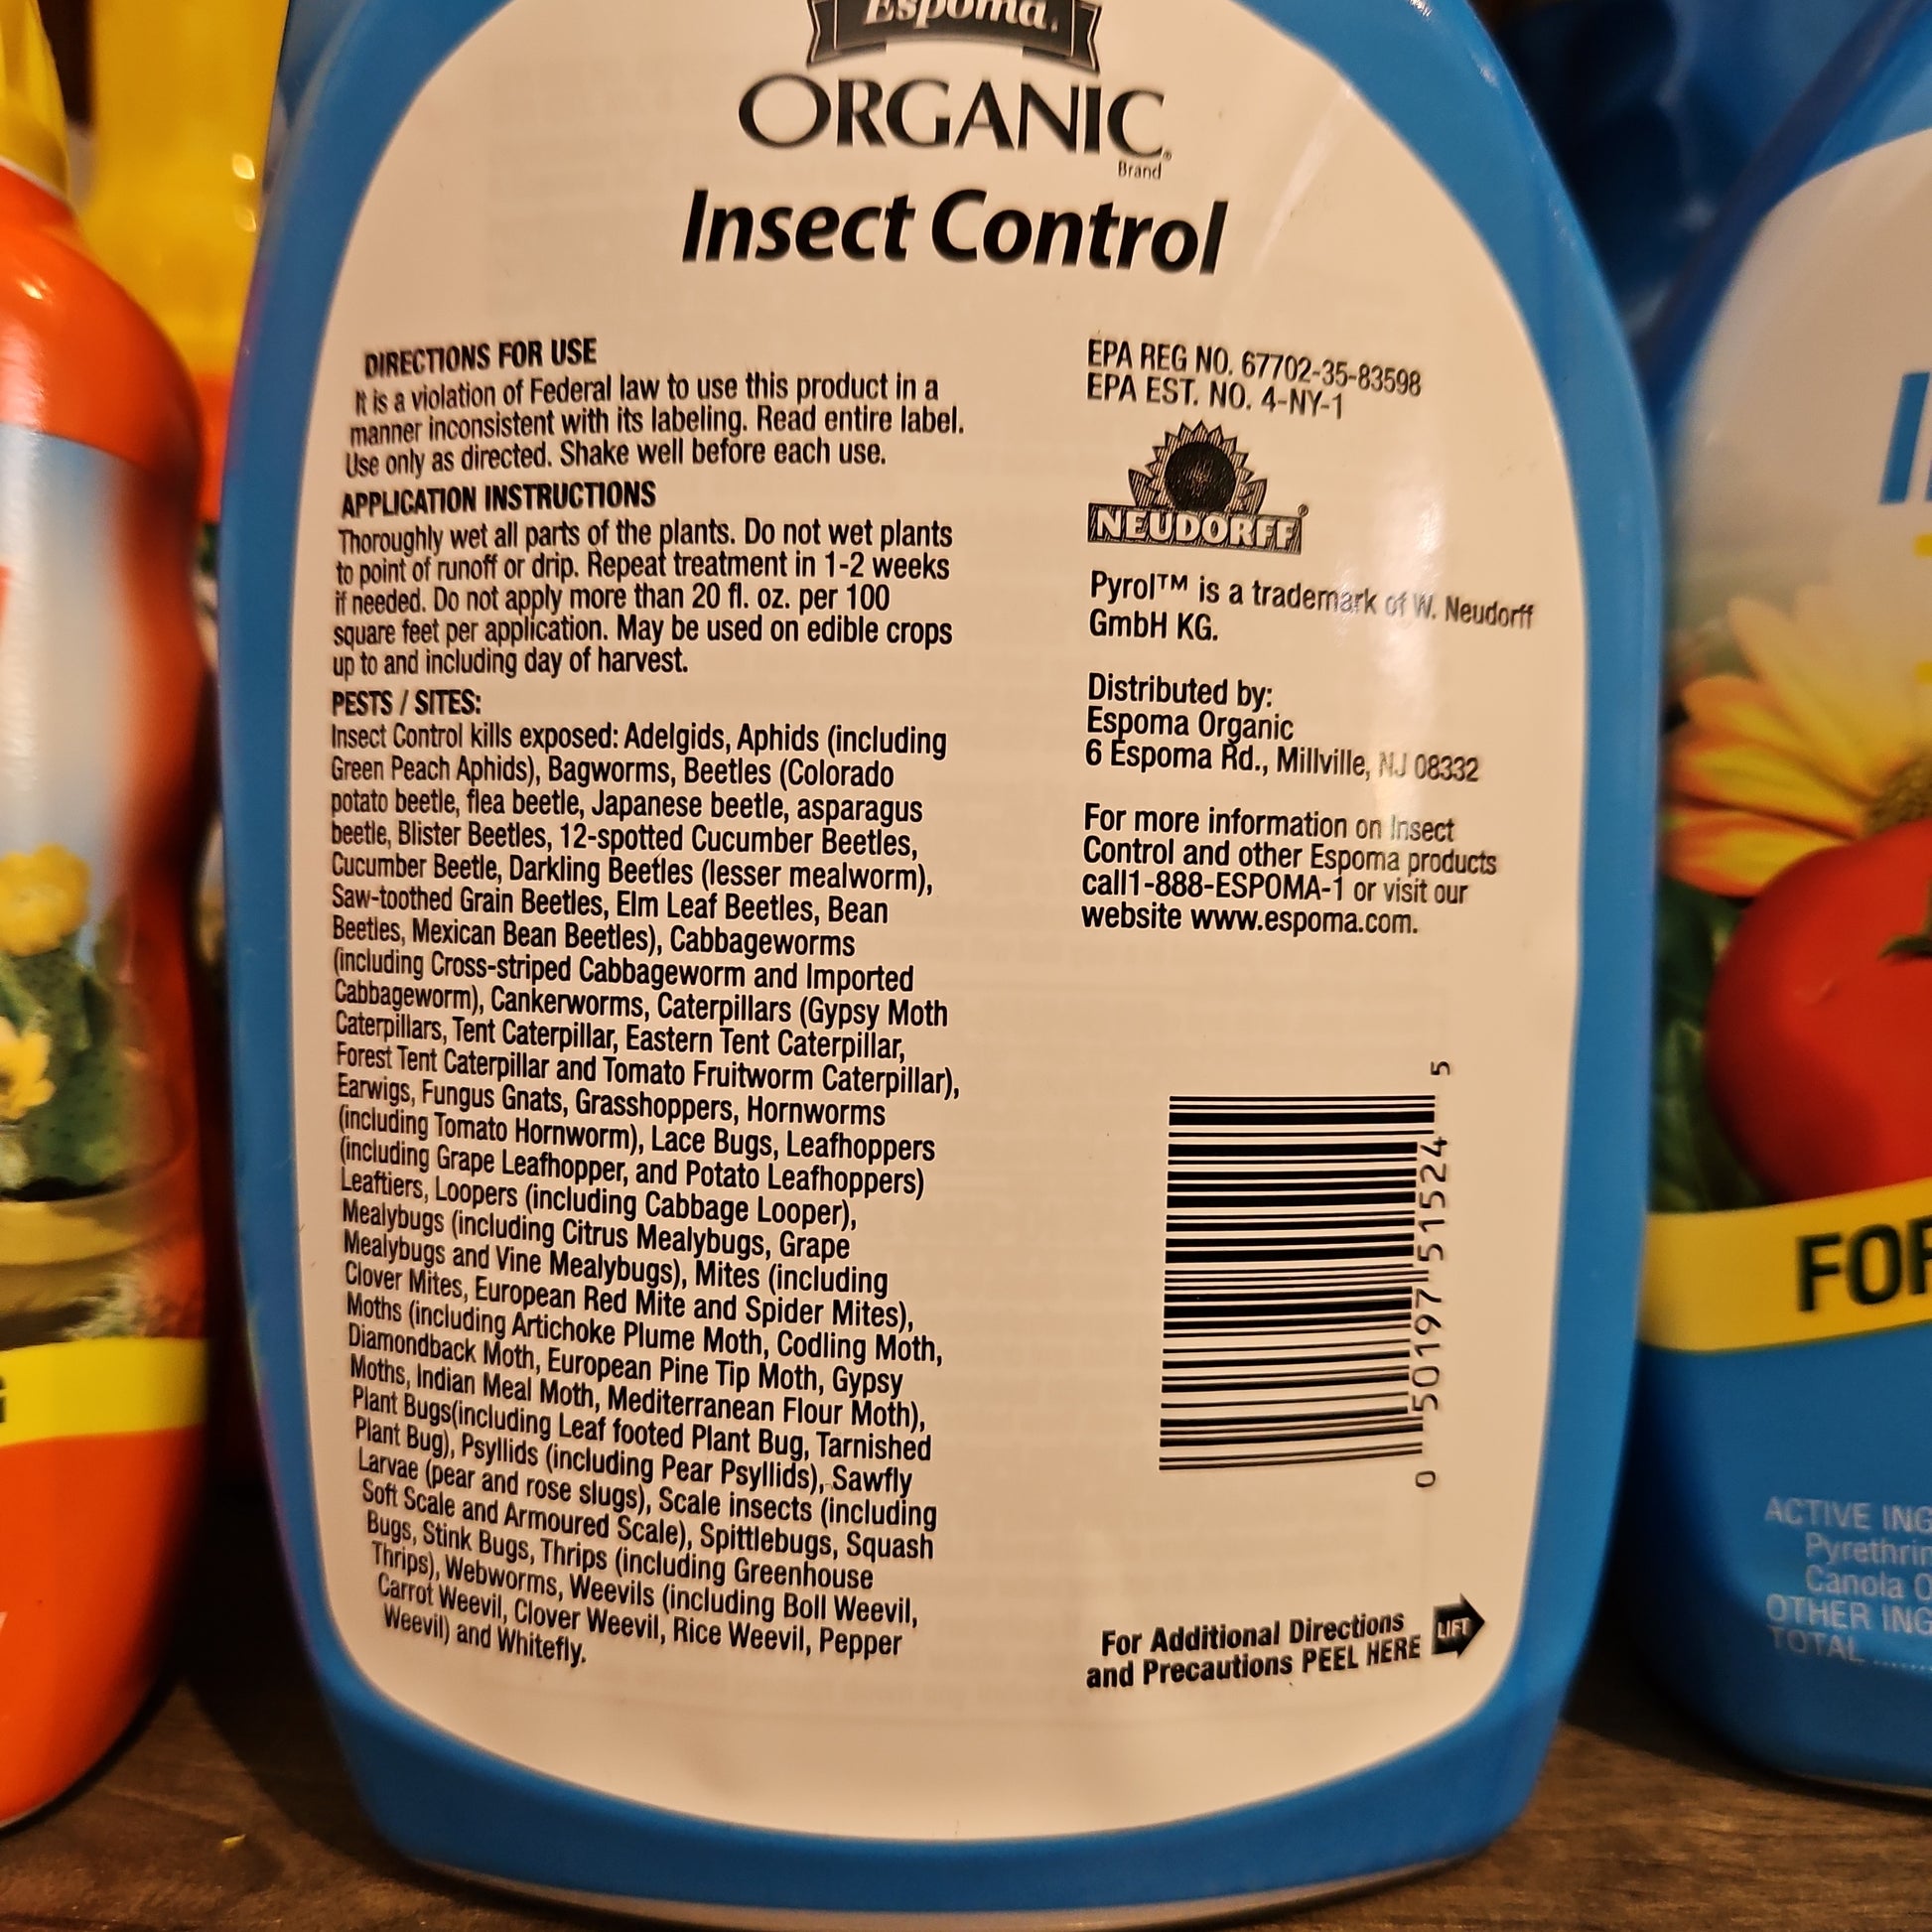 Espoma.
ORGANIC®
Brand
Insect Control
DIRECTIONS FOR USE
It is a violation of Federal law to use this product in a
manner inconsistent with its labeling. Read entire label.
Use only as directed. Shake well before each use.
APPLICATION INSTRUCTIONS
Thoroughly wet all parts of the plants. Do not wet plants
to point of runoff or drip. Repeat treatment in 1-2 weeks
if needed. Do not apply more than 20 fl. oz. per 100
square feet per application. May be used on edible crops
up to and including day of harvest.
PESTS / SITES:
Insect Control kills exposed: Adelgids, Aphids (including
Green Peach Aphids), Bagworms, Beetles (Colorado
potato beetle, flea beetle, Japanese beetle, asparagus
beetle, Blister Beetles, 12-spotted Cucumber Beetles,
Cucumber Beetle, Darkling Beetles (lesser mealworm),
Saw-toothed Grain Beetles, Elm Leaf Beetles, Bean
Beetles, Mexican Bean Beetles), Cabbageworms
(including Cross-striped Cabbageworm and Imported
Cabbageworm), Cankerworms, Caterpillars (Gypsy Moth
Caterpillars, Tent Caterpillar, Eastern Tent Caterpillar,
Forest Tent Caterpillar and Tomato Fruitworm Caterpillar),
Earwigs, Fungus Gnats, Grasshoppers, Hornworms
(including Tomato Hornworm), Lace Bugs, Leafhoppers
(including Grape Leafhopper, and Potato Leafhoppers)
Leaftiers, Loopers (including Cabbage Looper),
Mealybugs (including Citrus Mealybugs, Grape
Mealybugs and Vine Mealybugs), Mites (including
Clover Mites, European Red Mite and Spider Mites),
Moths (including Artichoke Plume Moth, Codling Moth,
Diamondback Moth, European Pine Tip Moth, Gypsy
Moths, Indian Meal Moth, Mediterranean Flour Moth),
Plant Bugs(including Leaf footed Plant Bug, Tarnished
Plant Bug), Psyllids (including Pear Psyllids), Sawfly
Larvae (pear and rose slugs), Scale insects (including
Soft Scale and Armoured Scale), Spittlebugs, Squash
Bugs, Stink Bugs, Thrips (including Greenhouse
Thrips), Webworms, Weevils (including Boll Weevil,
Carrot Weevil, Clover Weevil, Rice Weevil, Pepper
Weevil) and Whitefly.
EPA REG NO. 67702-35-83598
EPA EST. NO. 4-NY-1
NEUDORFF®
Pyrol™ is a trademark of W. Neudorff
GmbH KG.
Distributed by:
Espoma Organic
6 Espoma Rd., Millville, NJ 08332
For more information on Insect
Control and other Espoma products
call1-888-ESPOMA-1 or visit our
website www.espoma.com.
0 50197 51524 5
For Additional Directions
and Precautions PEEL HERE
LIFT
FOR
ACTIVE ING
Pyrethrin
Canola O
OTHER ING
TOTAL